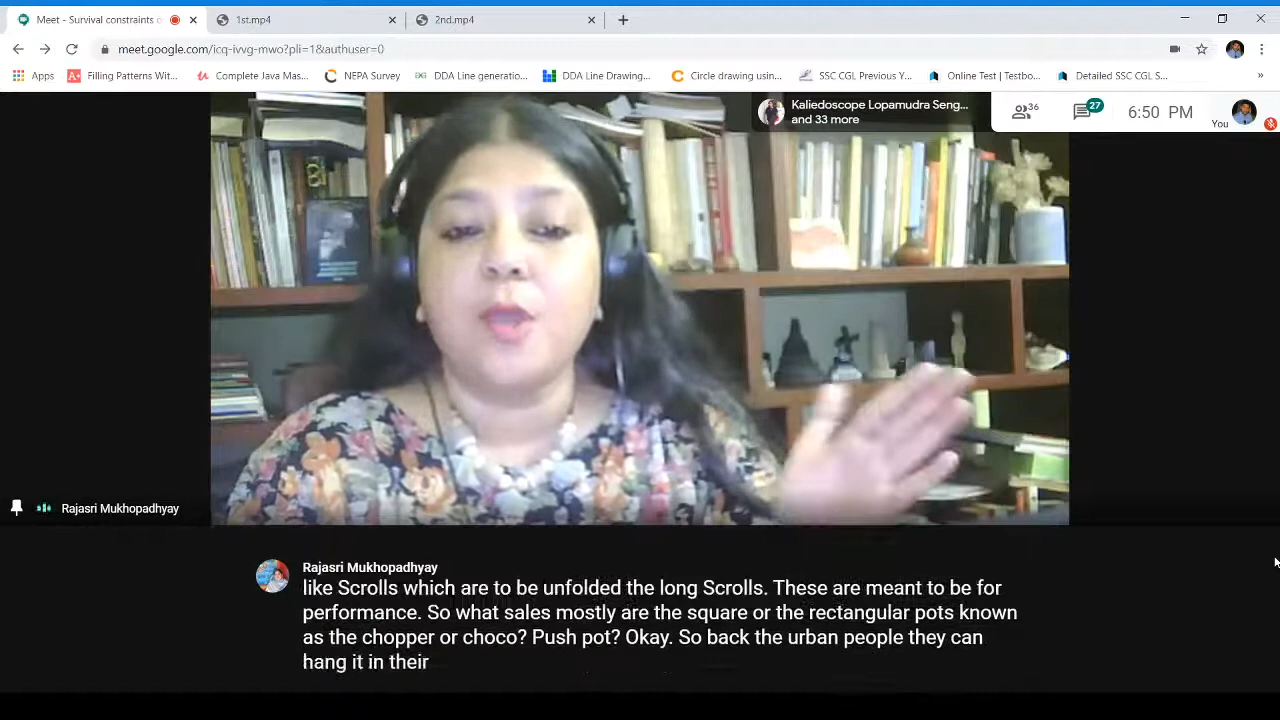 Meet - Survival constraints o
1st.mp4
2nd.mp4
meet.google.com/icq-ivvg-mwo?pli=1&authuser=0
Apps
Filling Patterns Wit...
Complete Java Mas...
NEPA Survey
DDA Line generatio...
DDA Line Drawing...
Circle drawing usin...
SSC CGL Previous Y...
Online Test | Testbo...
Detailed SSC CGL S...
»
Kaliedoscope Lopamudra Seng...
and 33 more
36
27
6:50 PM
You
Rajasri Mukhopadhyay
Rajasri Mukhopadhyay
like Scrolls which are to be unfolded the long Scrolls. These are meant to be for
performance. So what sales mostly are the square or the rectangular pots known
as the chopper or choco? Push pot? Okay. So back the urban people they can
hang it in their